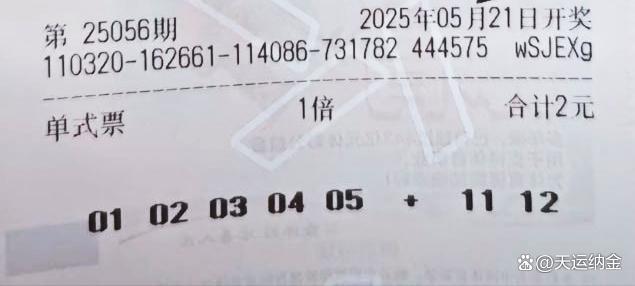 第 25056期 2025年05月21日开奖
110320-162661-114086-731782 444575 wSJEXg
单式票 1倍 合计2元
01 02 03 04 05 + 11 12
@天运纳金